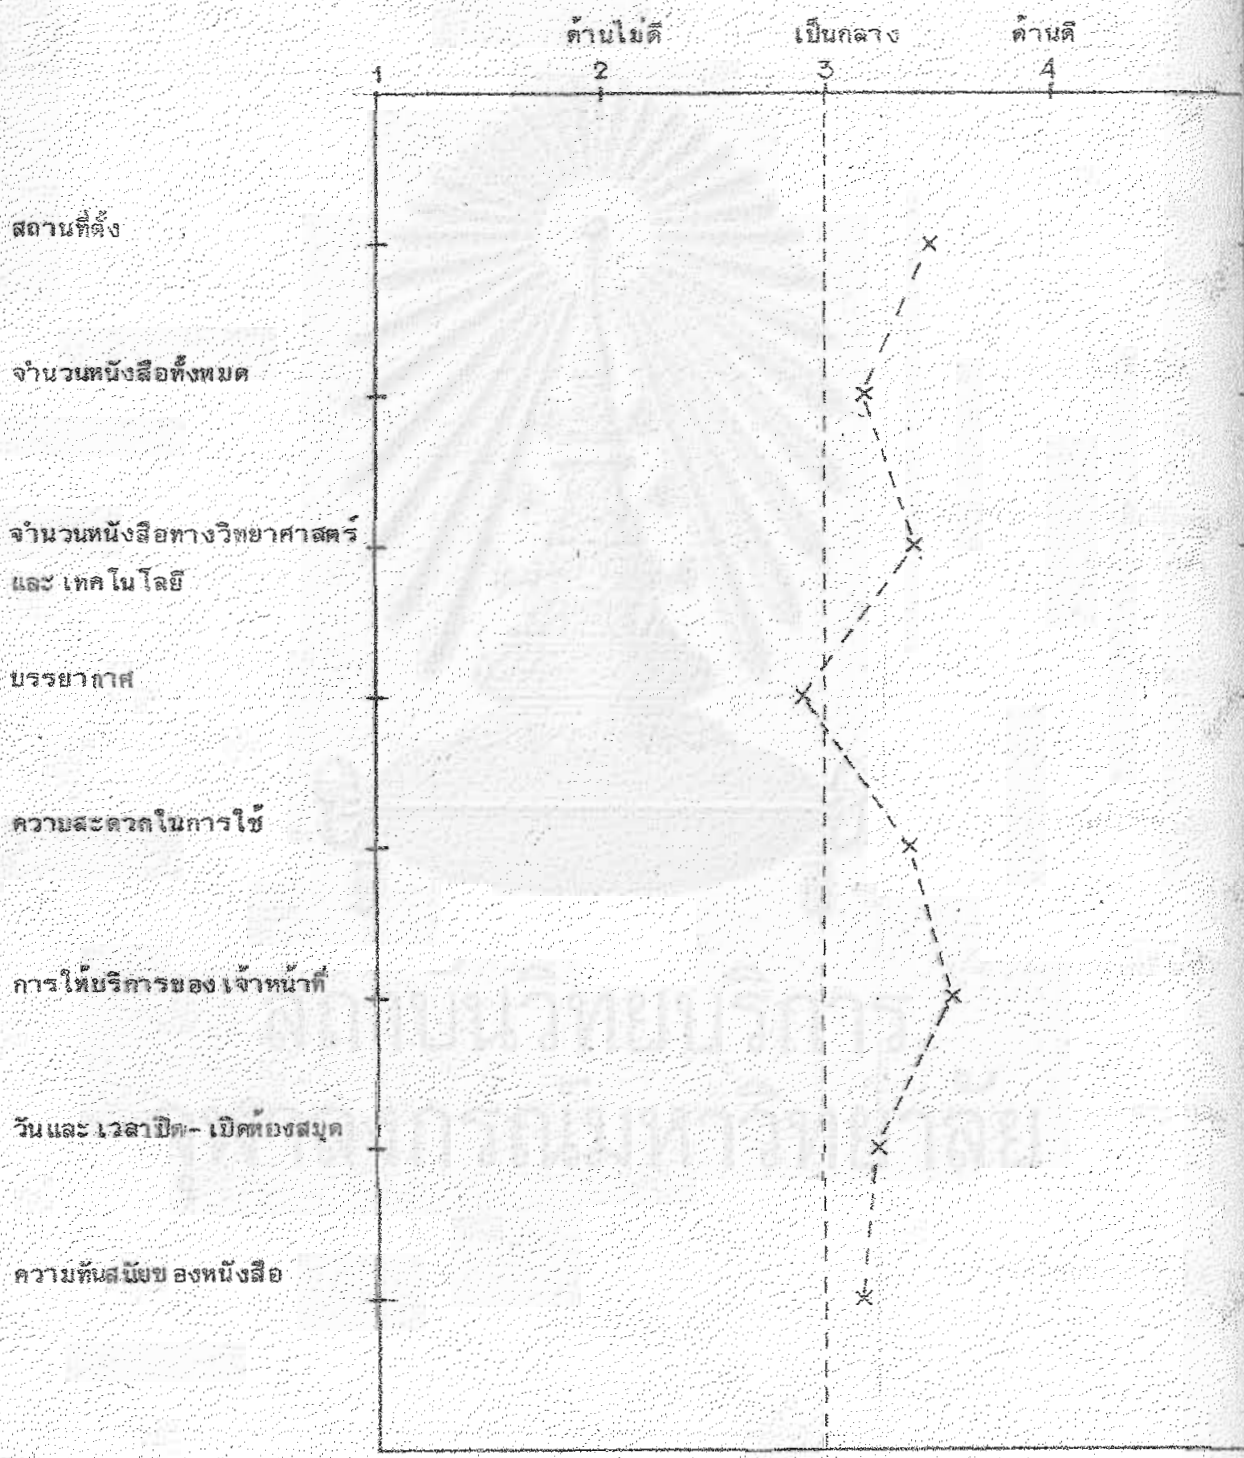 ด้านไม่ดี เป็นกลาง ด้านดี
1 2 3 4
สถานที่ตั้ง
จำนวนหนังสือทั้งหมด
จำนวนหนังสือทางวิทยาศาสตร์
และ เทคโนโลยี
บรรยากาศ
ความสะดวกในการใช้
การให้บริการของ เจ้าหน้าที่
วันและ เวลาปิด- เปิดห้องสมุด
ความทันสมัยของหนังสือ